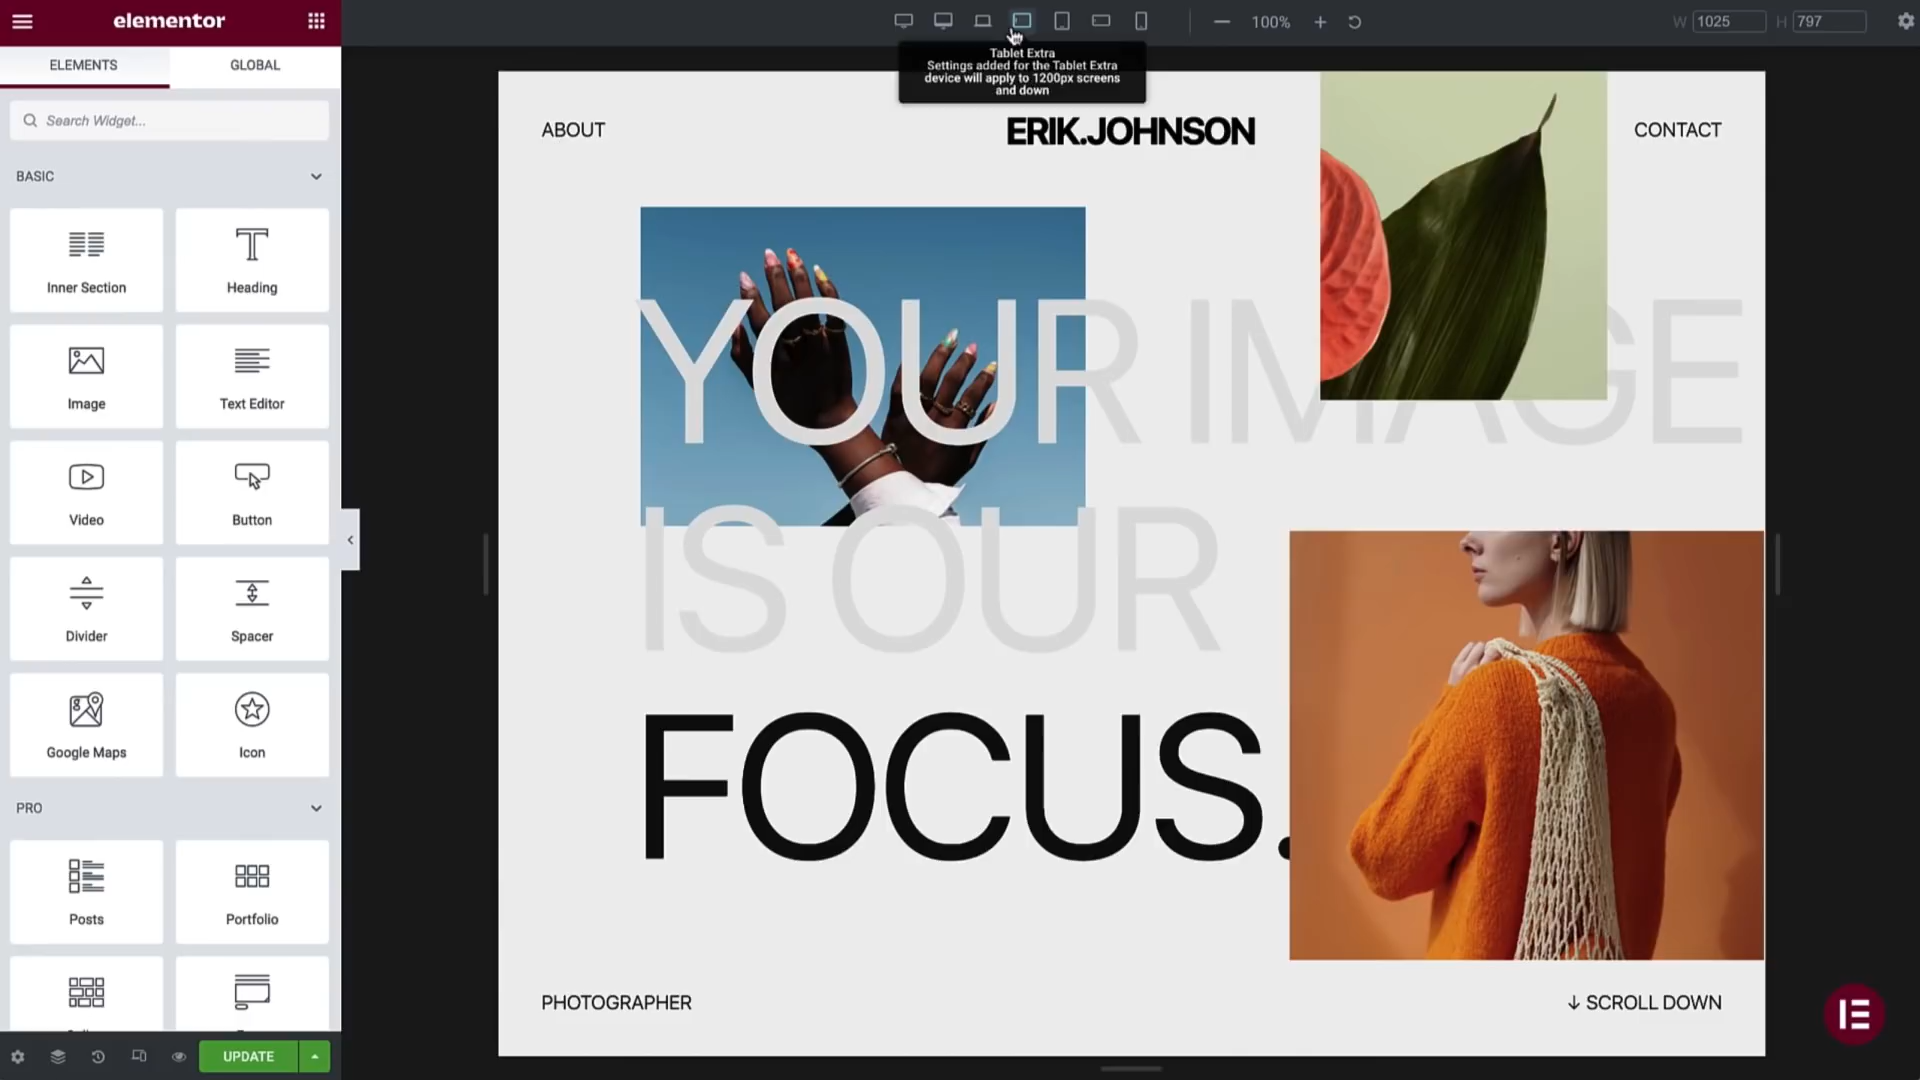 elementor
100%
W 1025 H 797
ELEMENTS GLOBAL
Tablet Extra
Settings added for the Tablet Extra
device will apply to 1200px screens
and down
Search Widget...
BASIC
Inner Section Heading
Image Text Editor
Video Button
Divider Spacer
Google Maps Icon
PRO
Posts Portfolio
UPDATE
ABOUT ERIK.JOHNSON CONTACT
YOUR IMAGE
IS OUR
FOCUS.
PHOTOGRAPHER ↓ SCROLL DOWN